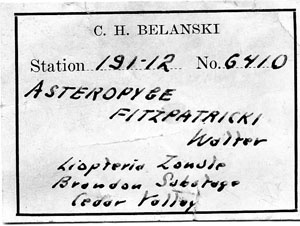 C. H. BELANSKI
Station 191-12 No. 6410
ASTEROPYGE
FITZPATRICKI
Walter
Liopteria Zonule
Brandon Substage
Cedar Valley